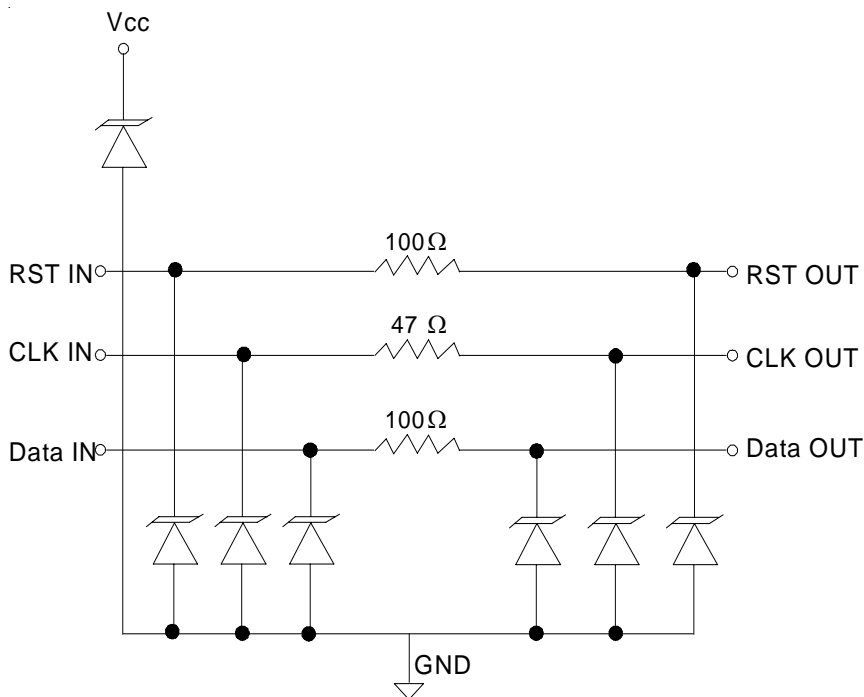 Vcc
100Ω
RST IN
RST OUT
47 Ω
CLK IN
CLK OUT
100Ω
Data IN
Data OUT
GND